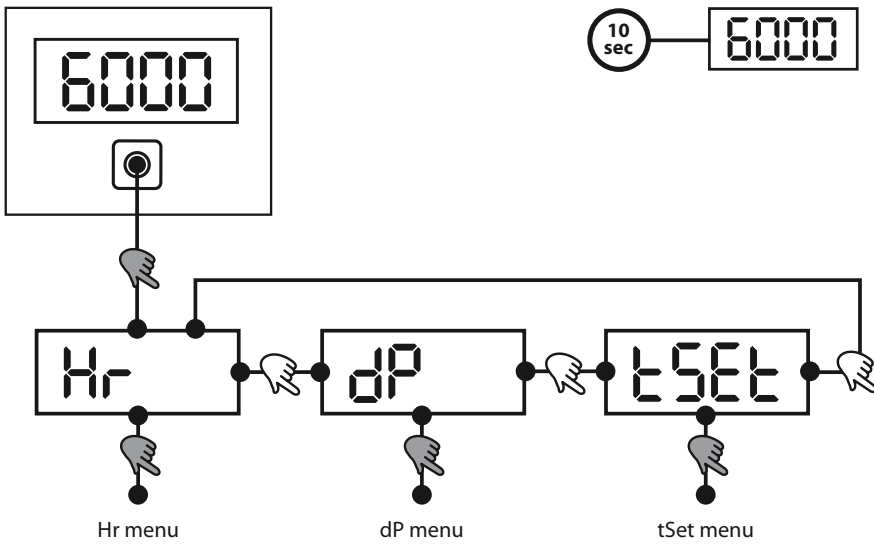 6000
10
sec
6000
Hr
dP
tSEt
Hr menu
dP menu
tSet menu